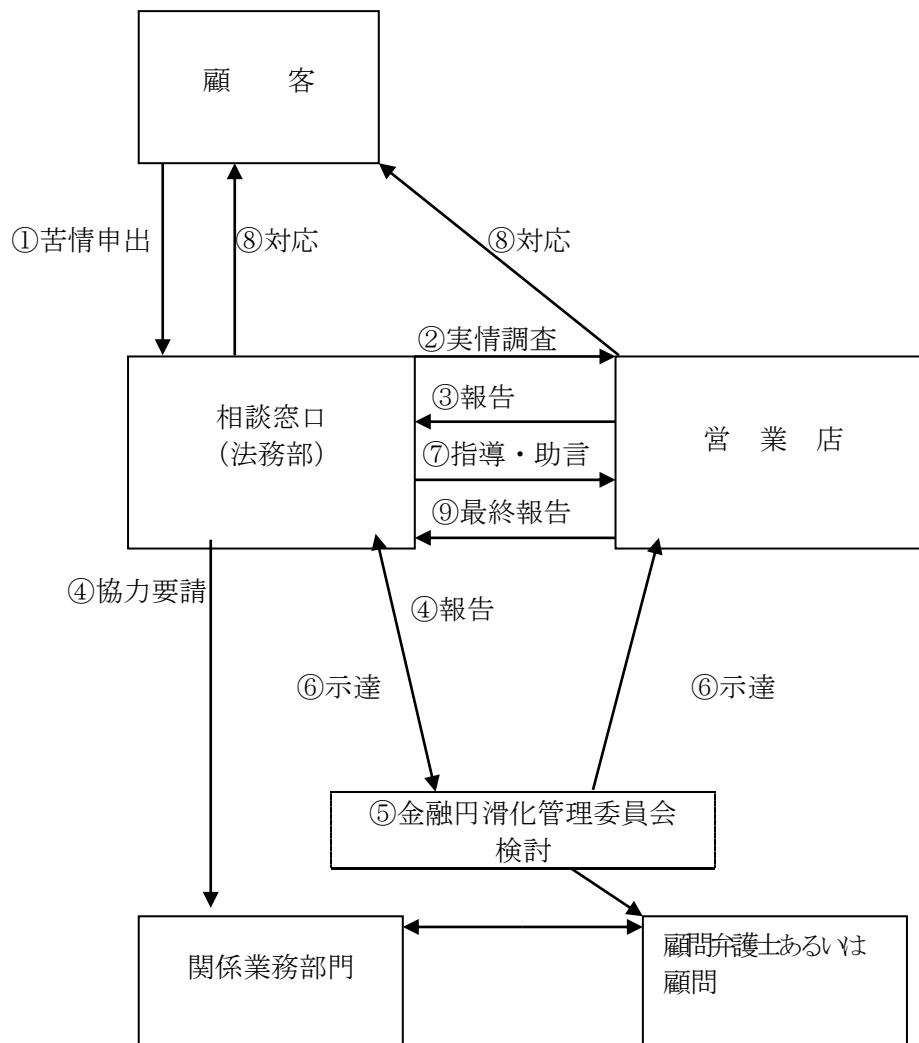 顧　　客
①苦情申出
⑧対応
⑧対応
②実情調査
相談窓口
（法務部）
③報告
⑦指導・助言
⑨最終報告
営　業　店
④協力要請
④報告
⑥示達
⑥示達
⑤金融円滑化管理委員会
検討
関係業務部門
顧問弁護士あるいは
顧問